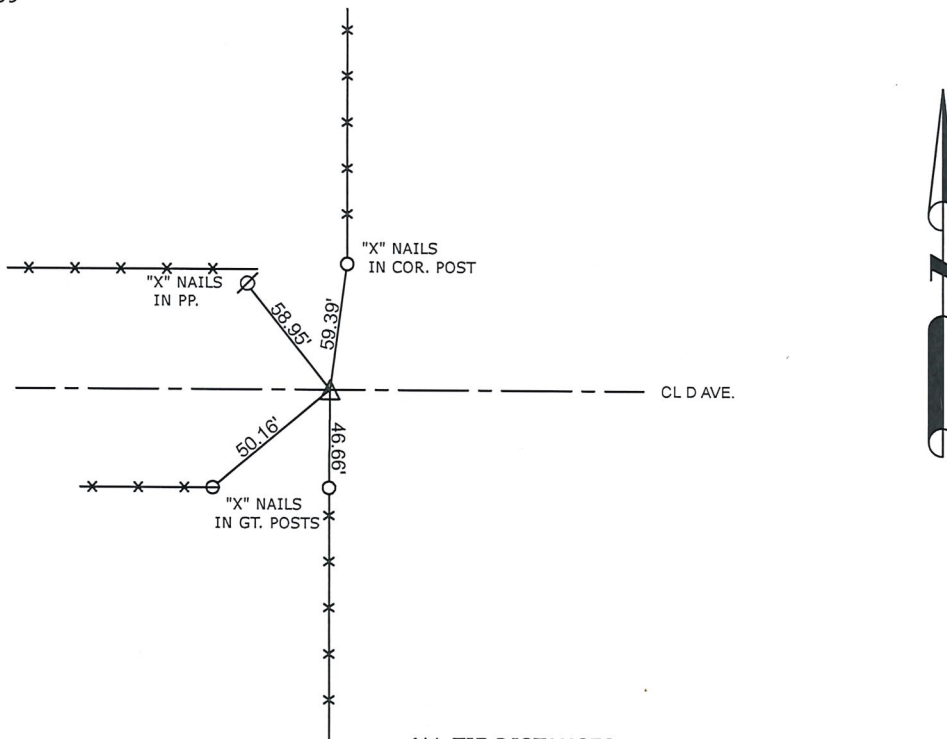 "X" NAILS
IN COR. POST
"X" NAILS
IN PP.
58.95'
59.39'
CL D AVE.
50.16'
46.66'
"X" NAILS
IN GT. POSTS